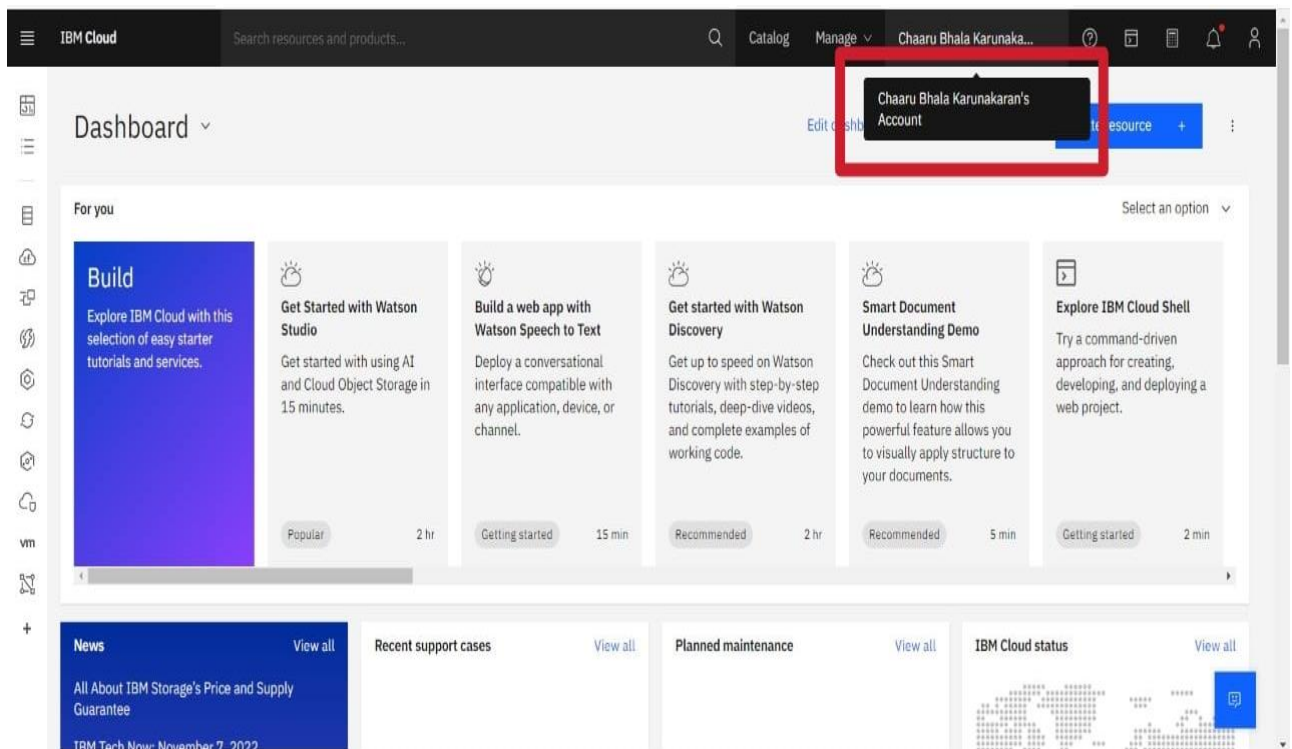 IBM Cloud
Search resources and products...
Catalog
Manage
Chaaru Bhala Karunaka...
Chaaru Bhala Karunakaran's
Account
Dashboard
Edit
esource +
For you
Select an option
Build
Explore IBM Cloud with this
selection of easy starter
tutorials and services.
Get Started with Watson
Studio
Get started with using AI
and Cloud Object Storage in
15 minutes.
Popular
2 hr
Build a web app with
Watson Speech to Text
Deploy a conversational
interface compatible with
any application, device, or
channel.
Getting started
15 min
Get started with Watson
Discovery
Get up to speed on Watson
Discovery with step-by-step
tutorials, deep-dive videos,
and complete examples of
working code.
Recommended
2 hr
Smart Document
Understanding Demo
Check out this Smart
Document Understanding
demo to learn how this
powerful feature allows you
to visually apply structure to
your documents.
Recommended
5 min
Explore IBM Cloud Shell
Try a command-driven
approach for creating,
developing, and deploying a
web project.
Getting started
2 min
vm
News
View all
All About IBM Storage's Price and Supply
Guarantee
IBM Tech Now: November 7, 2022
Recent support cases
View all
Planned maintenance
View all
IBM Cloud status
View all